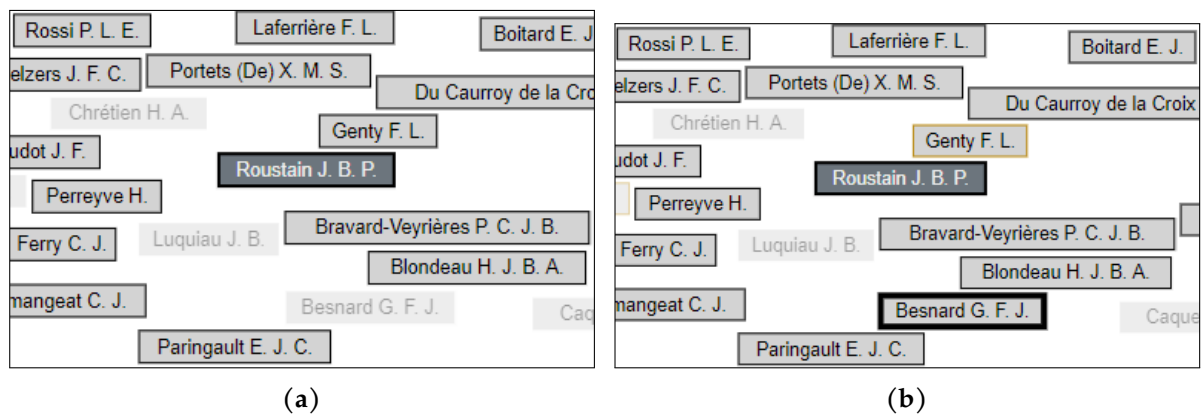 Rossi P. L. E.
Laferrière F. L.
Boitard E. J
elzers J. F. C.
Portets (De) X. M. S.
Du Caurroy de la Cro
Chrétien H. A.
Genty F. L.
udot J. F.
Roustain J. B. P.
Perreyve H.
Bravard-Veyrières P. C. J. B.
Ferry C. J.
Luquiau J. B.
Blondeau H. J. B. A.
mangeat C. J.
Besnard G. F. J.
Caq
Paringault E. J. C.
(a)
Rossi P. L. E.
Laferrière F. L.
Boitard E. J.
elzers J. F. C.
Portets (De) X. M. S.
Du Caurroy de la Croix
Chrétien H. A.
Genty F. L.
udot J. F.
Roustain J. B. P.
Perreyve H.
Bravard-Veyrières P. C. J. B.
Ferry C. J.
Luquiau J. B.
Blondeau H. J. B. A.
mangeat C. J.
Besnard G. F. J.
Caque
Paringault E. J. C.
(b)